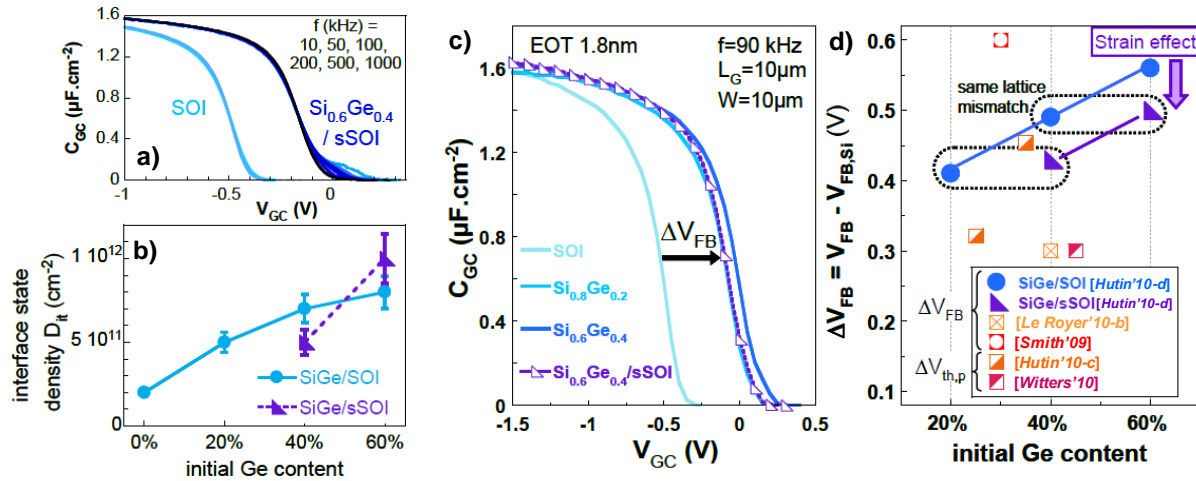 a)
C_GC (µF.cm⁻²)
1.6
1.2
0.8
0.4
0
f (kHz) =
10, 50, 100,
200, 500, 1000
SOI
Si0.6Ge0.4
/ sSOI
-1
-0.5
0
V_GC (V)
b)
interface state
density D_it (cm⁻²)
1 10¹²
5 10¹¹
0
SiGe/SOI
SiGe/sSOI
0%
20%
40%
60%
initial Ge content
c)
EOT 1.8nm
f=90 kHz
L_G=10µm
W=10µm
C_GC (µF.cm⁻²)
1.6
1.2
0.8
0.4
0
ΔV_FB
SOI
Si0.8Ge0.2
Si0.6Ge0.4
Si0.6Ge0.4/sSOI
-1.5
-1
-0.5
0
0.5
V_GC (V)
d)
ΔV_FB = V_FB - V_FB,Si (V)
0.6
0.5
0.4
0.3
0.2
0.1
Strain effect
same lattice
mismatch
ΔV_FB
SiGe/SOI [Hutin'10-d]
SiGe/sSOI [Hutin'10-d]
[Le Royer'10-b]
[Smith'09]
ΔV_th,p
[Hutin'10-c]
[Witters'10]
20%
40%
60%
initial Ge content